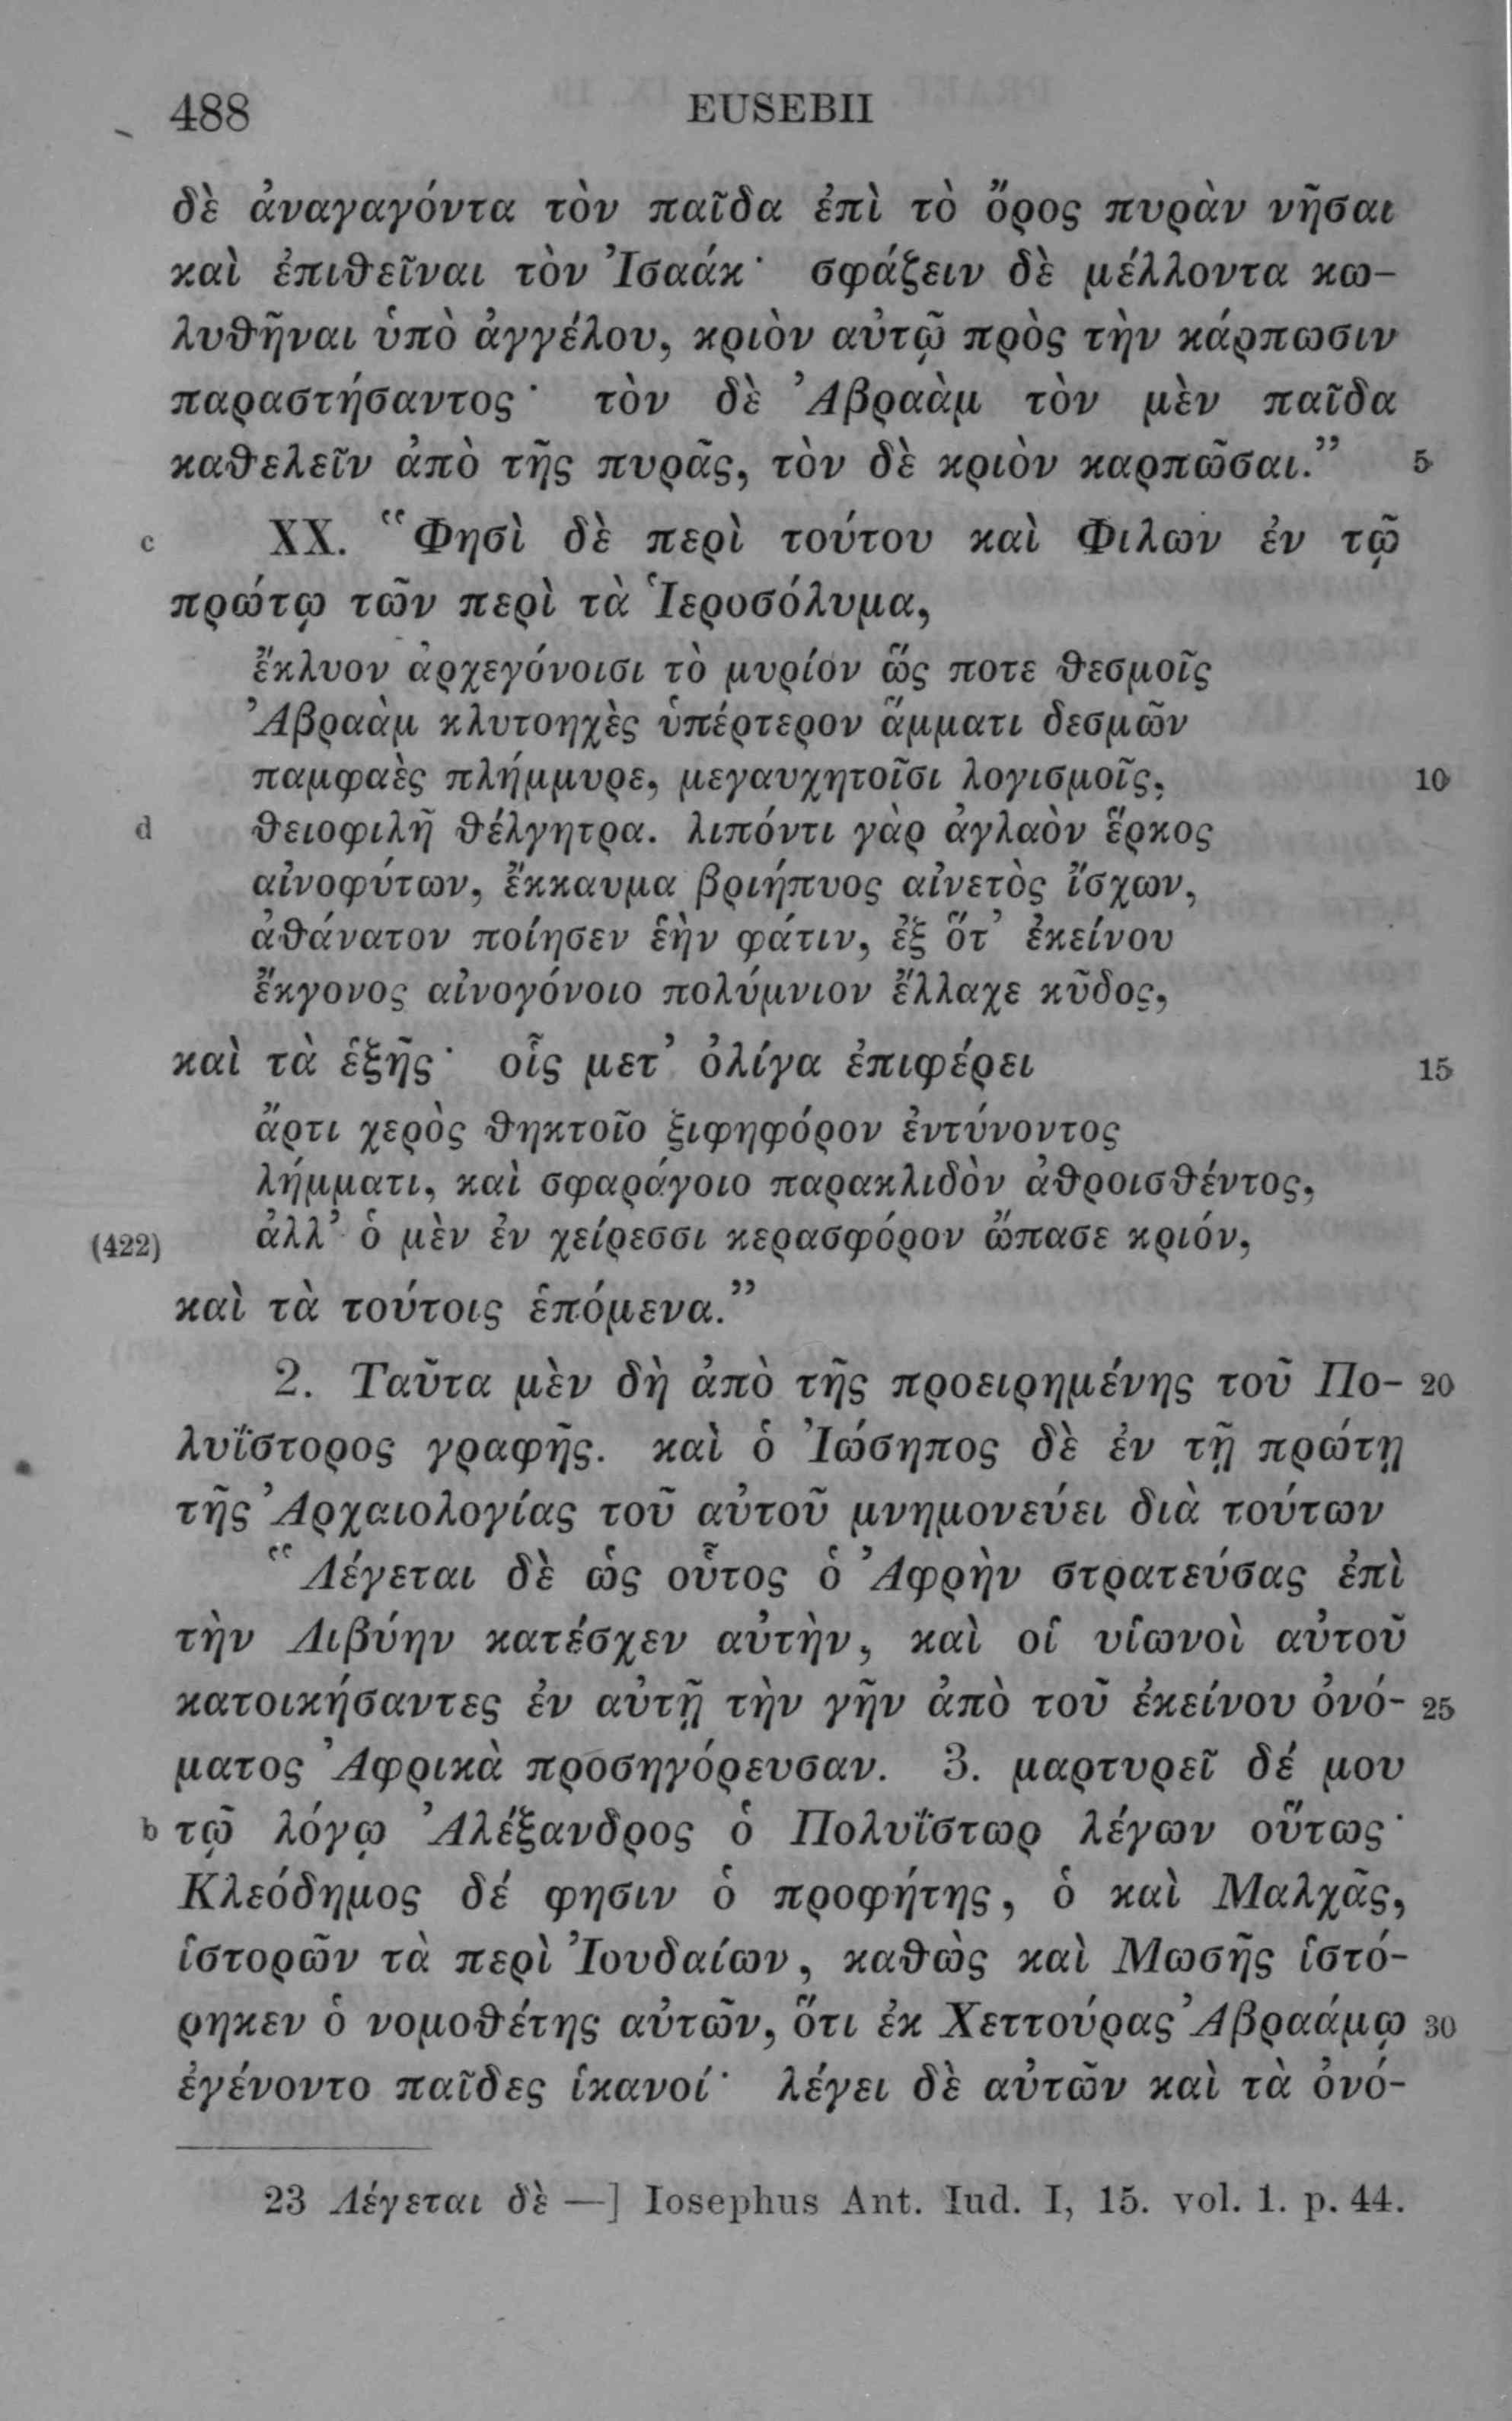 488 EUSEBII
δὲ ἀναγαγόντα τὸν παῖδα ἐπὶ τὸ ὄρος πυρὰν νῆσαι
καὶ ἐπιθεῖναι τὸν Ἰσαάκ· σφάζειν δὲ μέλλοντα κω-
λυθῆναι ὑπὸ ἀγγέλου, κριὸν αὐτῷ πρὸς τὴν κάρπωσιν
παραστήσαντος· τὸν δὲ Ἀβραὰμ τὸν μὲν παῖδα
καθελεῖν ἀπὸ τῆς πυρᾶς, τὸν δὲ κριὸν καρπῶσαι.” 5
c XX. “Φησὶ δὲ περὶ τούτου καὶ Φιλων ἐν τῷ
πρώτῳ τῶν περὶ τὰ Ἱεροσόλυμα,
ἔκλυον ἀρχεγόνοισι τὸ μυρίον ὥς ποτε θεσμοῖς
Ἀβραὰμ κλυτοηχὲς ὑπέρτερον ἅμματι δεσμῶν
παμφαὲς πλήμμυρε, μεγαυχητοῖσι λογισμοῖς, 10
d θειοφιλῆ θέλγητρα. λιπόντι γὰρ ἀγλαὸν ἕρκος
αἰνοφύτων, ἔκκαυμα βριήπυος αἰνετὸς ἴσχων,
ἀθάνατον ποίησεν ἑὴν φάτιν, ἐξ ὅτ’ ἐκείνου
ἔκγονος αἰνογόνοιο πολύμνιον ἔλλαχε κῦδος,
καὶ τὰ ἑξῆς· οἷς μετ’ ὀλίγα ἐπιφέρει 15
ἄρτι χερὸς θηκτοῖο ξιφηφόρον ἐντύνοντος
λήμματι, καὶ σφαράγοιο παρακλιδὸν ἀθροισθέντος,
(422) ἀλλ’ ὁ μὲν ἐν χείρεσσι κερασφόρον ὤπασε κριόν,
καὶ τὰ τούτοις ἑπόμενα.”
2. Ταῦτα μὲν δὴ ἀπὸ τῆς προειρημένης τοῦ Πο- 20
λυΐστορος γραφῆς. καὶ ὁ Ἰώσηπος δὲ ἐν τῇ πρώτῃ
τῆς Ἀρχαιολογίας τοῦ αὐτοῦ μνημονεύει διὰ τούτων
“Λέγεται δὲ ὡς οὗτος ὁ Ἀφρὴν στρατεύσας ἐπὶ
τὴν Λιβύην κατέσχεν αὐτὴν, καὶ οἱ υἱωνοὶ αὐτοῦ
κατοικήσαντες ἐν αὐτῇ τὴν γῆν ἀπὸ τοῦ ἐκείνου ὀνό- 25
ματος Ἀφρικὰ προσηγόρευσαν. 3. μαρτυρεῖ δέ μου
b τῷ λόγῳ Ἀλέξανδρος ὁ Πολυΐστωρ λέγων οὕτως·
Κλεόδημος δέ φησιν ὁ προφήτης, ὁ καὶ Μαλχᾶς,
ἱστορῶν τὰ περὶ Ἰουδαίων, καθὼς καὶ Μωσῆς ἱστό-
ρηκεν ὁ νομοθέτης αὐτῶν, ὅτι ἐκ Χεττούρας Ἀβραάμῳ 30
ἐγένοντο παῖδες ἱκανοί· λέγει δὲ αὐτῶν καὶ τὰ ὀνό-
23 Λέγεται δὲ —] Iosephus Ant. Iud. I, 15. vol. 1. p. 44.